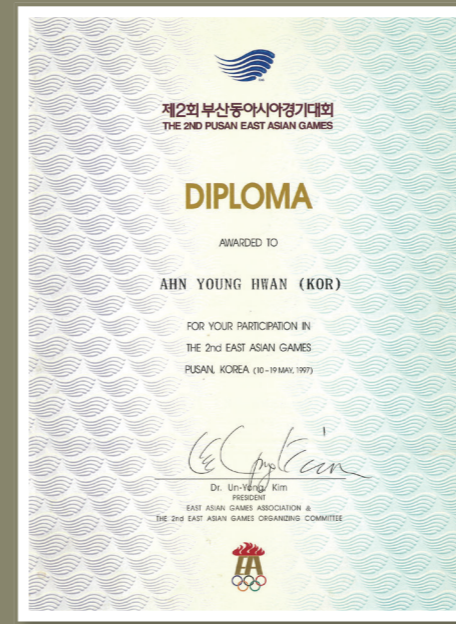 제2회 부산동아시아경기대회
THE 2ND PUSAN EAST ASIAN GAMES
DIPLOMA
AWARDED TO
AHN YOUNG HWAN (KOR)
FOR YOUR PARTICIPATION IN
THE 2nd EAST ASIAN GAMES
PUSAN, KOREA (10-19 MAY, 1997)
Dr. Un-Yong Kim
PRESIDENT
EAST ASIAN GAMES ASSOCIATION &
THE 2nd EAST ASIAN GAMES ORGANIZING COMMITTEE